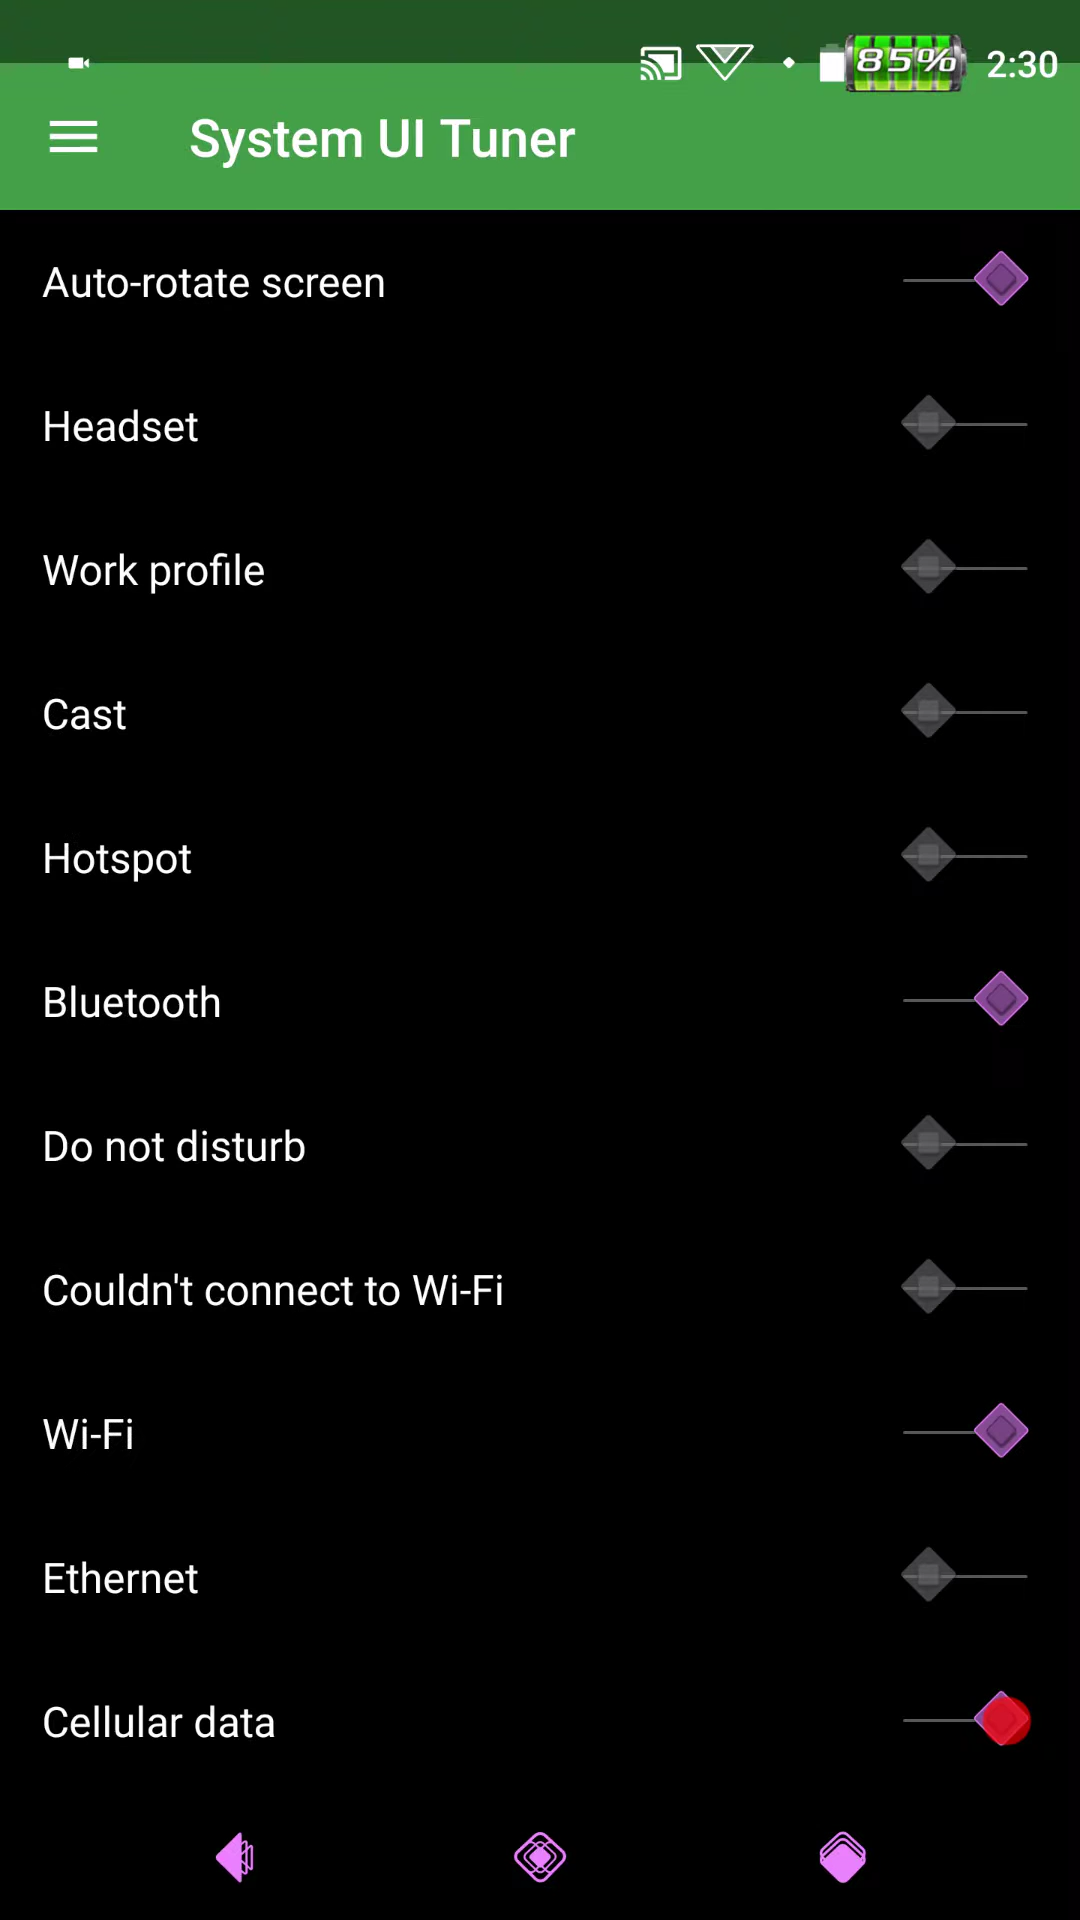 85% 2:30
System UI Tuner
Auto-rotate screen
Headset
Work profile
Cast
Hotspot
Bluetooth
Do not disturb
Couldn't connect to Wi-Fi
Wi-Fi
Ethernet
Cellular data